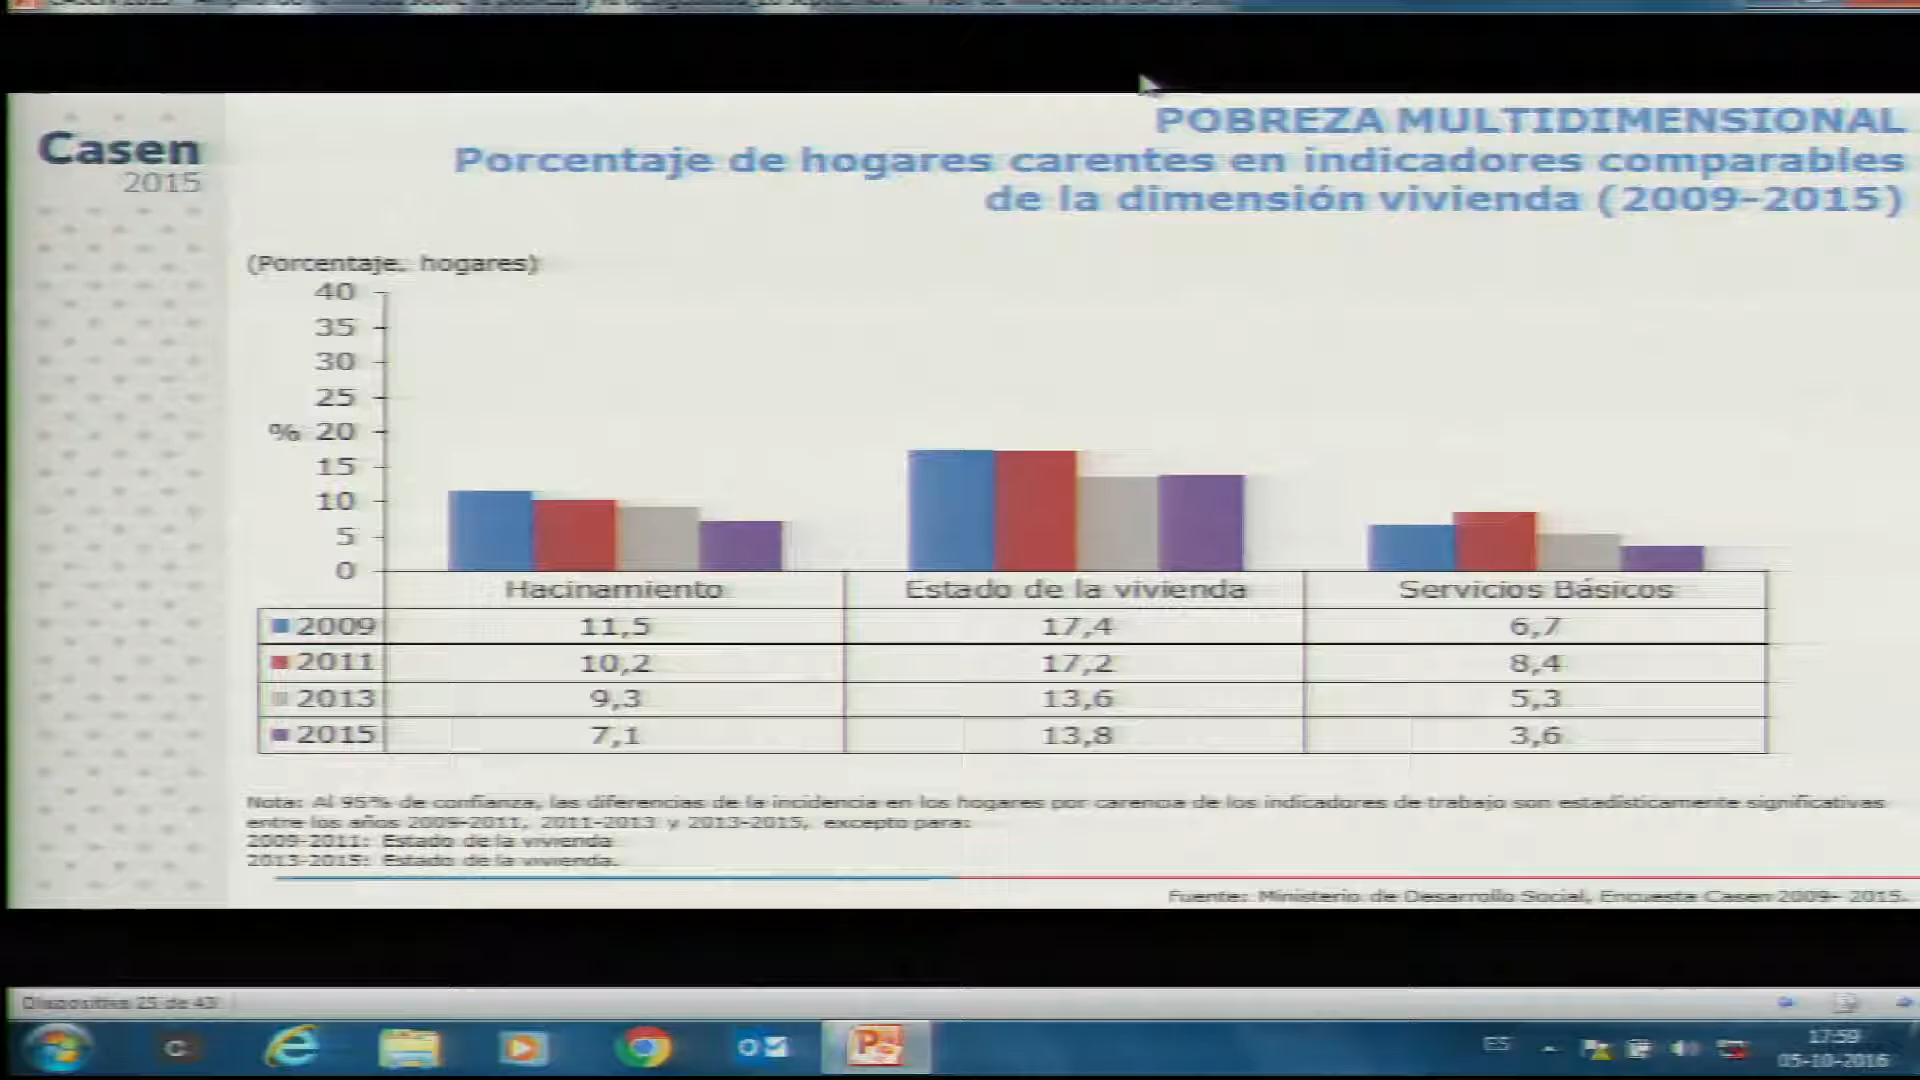 Casen
2015
POBREZA MULTIDIMENSIONAL
Porcentaje de hogares carentes en indicadores comparables
de la dimensión vivienda (2009-2015)
(Porcentaje, hogares)
40
35
30
25
% 20
15
10
5
0
Hacinamiento Estado de la vivienda Servicios Básicos
2009 11,5 17,4 6,7
2011 10,2 17,2 8,4
2013 9,3 13,6 5,3
2015 7,1 13,8 3,6
Nota: Al 95% de confianza, las diferencias de la incidencia en los hogares por carencia de los indicadores de trabajo son estadísticamente significativas
entre los años 2009-2011, 2011-2013 y 2013-2015, excepto para:
2009-2011: Estado de la vivienda
2013-2015: Estado de la vivienda.
Fuente: Ministerio de Desarrollo Social, Encuesta Casen 2009- 2015.
Diapositiva 25 de 43
ES
17:59
05-10-2016